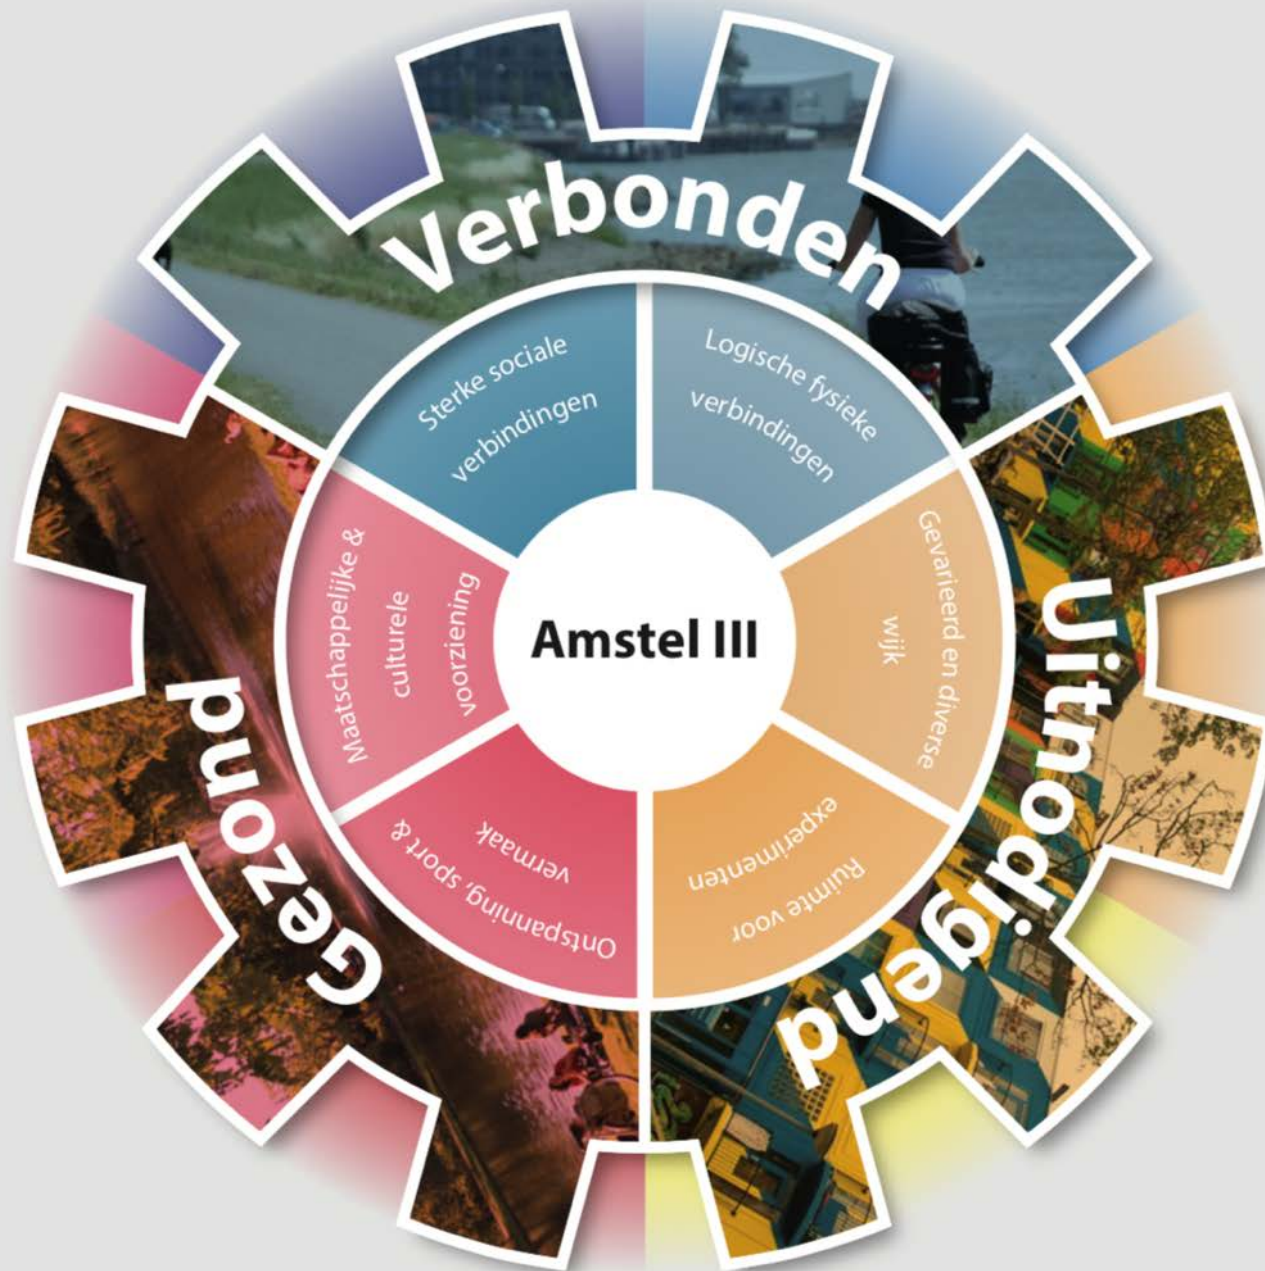 Verbonden
Sterke sociale
verbindingen
Logische fysieke
verbindingen
Gevarieerd en diverse
wijk
Uitnodigend
Ruimte voor
experimenten
Ontspanning, sport &
vermaak
Gezond
Maatschappelijke &
culturele
voorziening
Amstel III